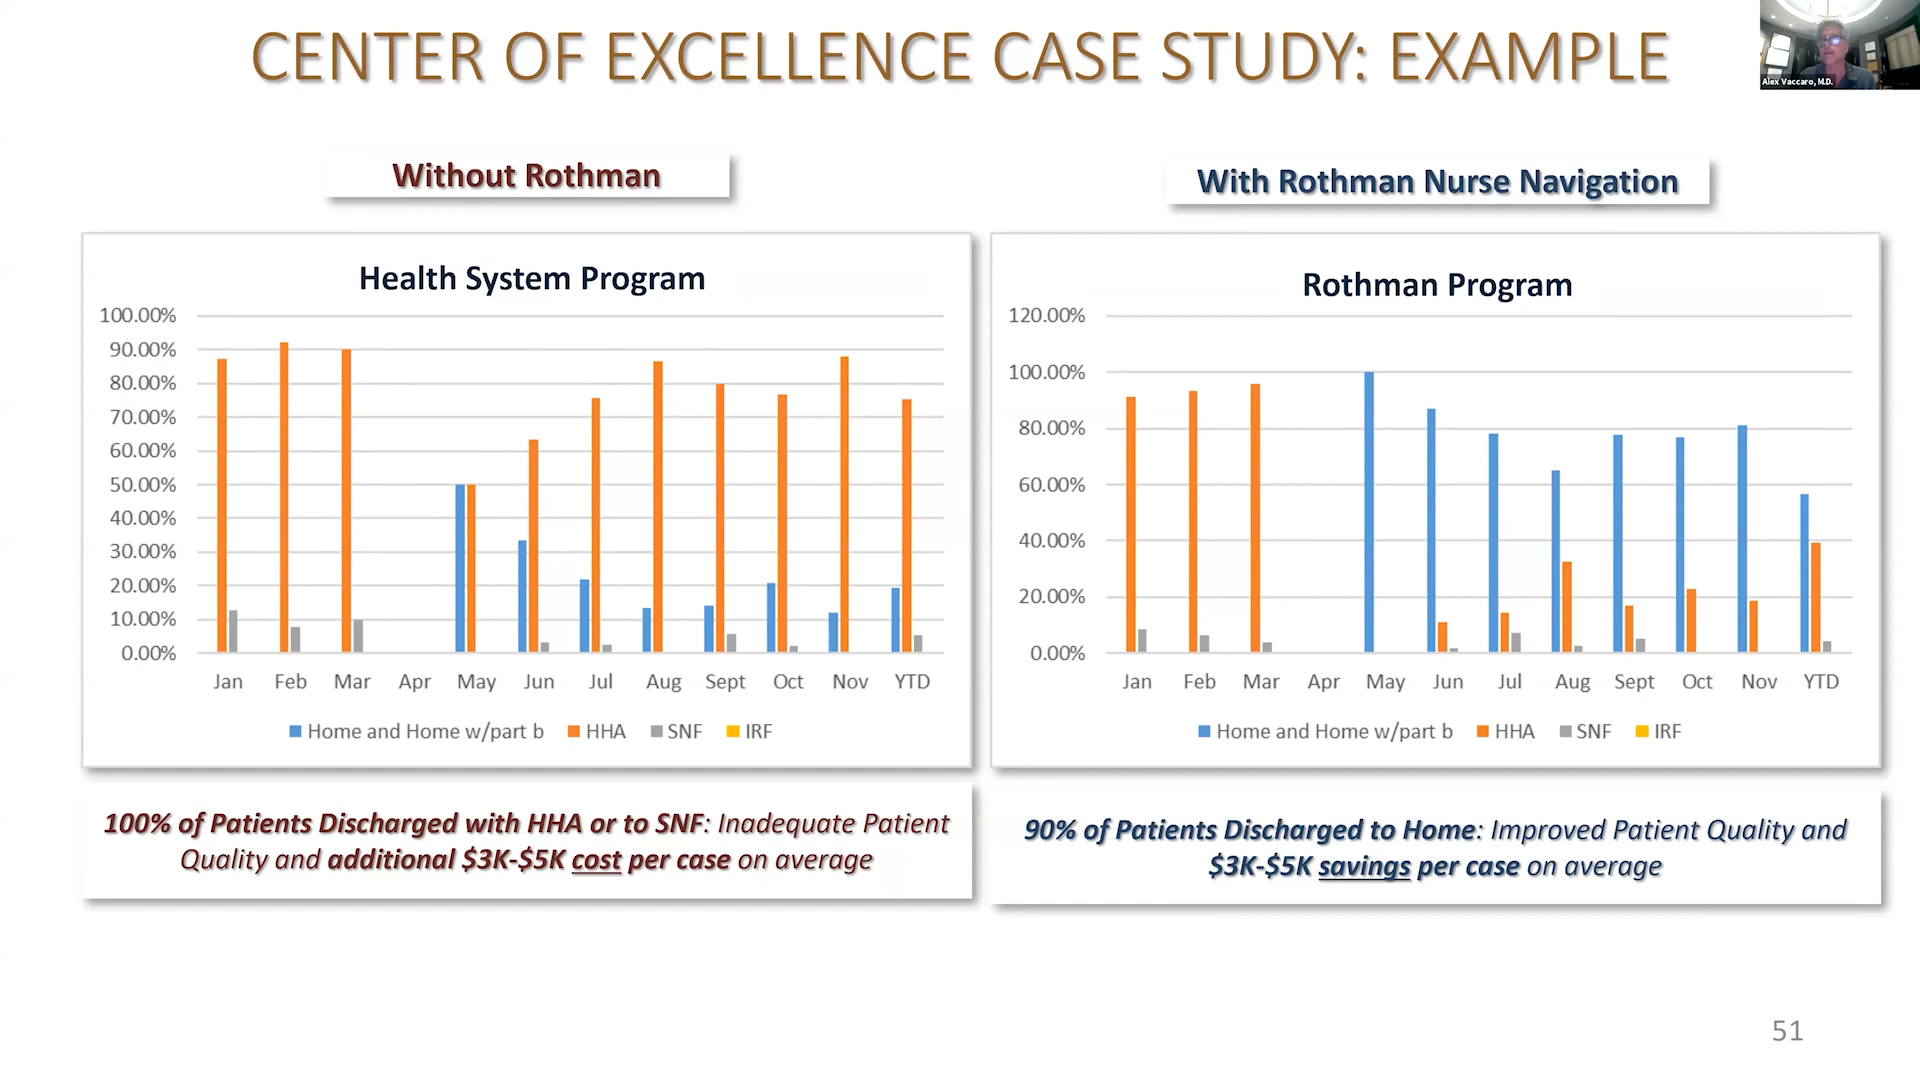 CENTER OF EXCELLENCE CASE STUDY: EXAMPLE
Alex Vaccaro, M.D.
Without Rothman
With Rothman Nurse Navigation
Health System Program
100.00%
90.00%
80.00%
70.00%
60.00%
50.00%
40.00%
30.00%
20.00%
10.00%
0.00%
Jan Feb Mar Apr May Jun Jul Aug Sept Oct Nov YTD
Home and Home w/part b HHA SNF IRF
Rothman Program
120.00%
100.00%
80.00%
60.00%
40.00%
20.00%
0.00%
Jan Feb Mar Apr May Jun Jul Aug Sept Oct Nov YTD
Home and Home w/part b HHA SNF IRF
100% of Patients Discharged with HHA or to SNF: Inadequate Patient
Quality and additional $3K-$5K cost per case on average
90% of Patients Discharged to Home: Improved Patient Quality and
$3K-$5K savings per case on average
51